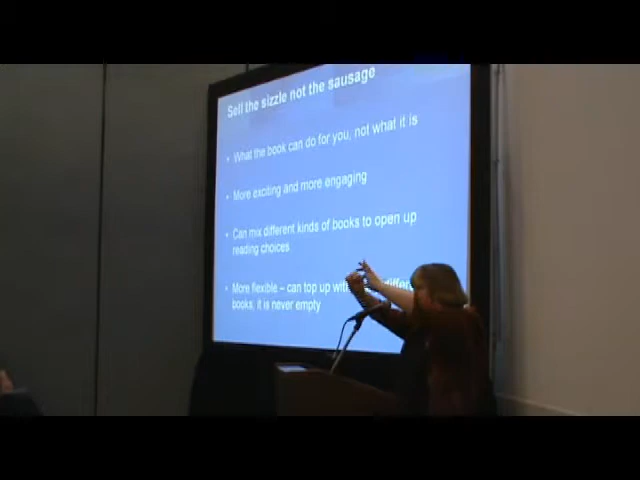 Sell the sizzle not the sausage
• What the book can do for you, not what it is
• More exciting and more engaging
• Can mix different kinds of books to open up
reading choices
• More flexible – can top up with
books, it is never empty